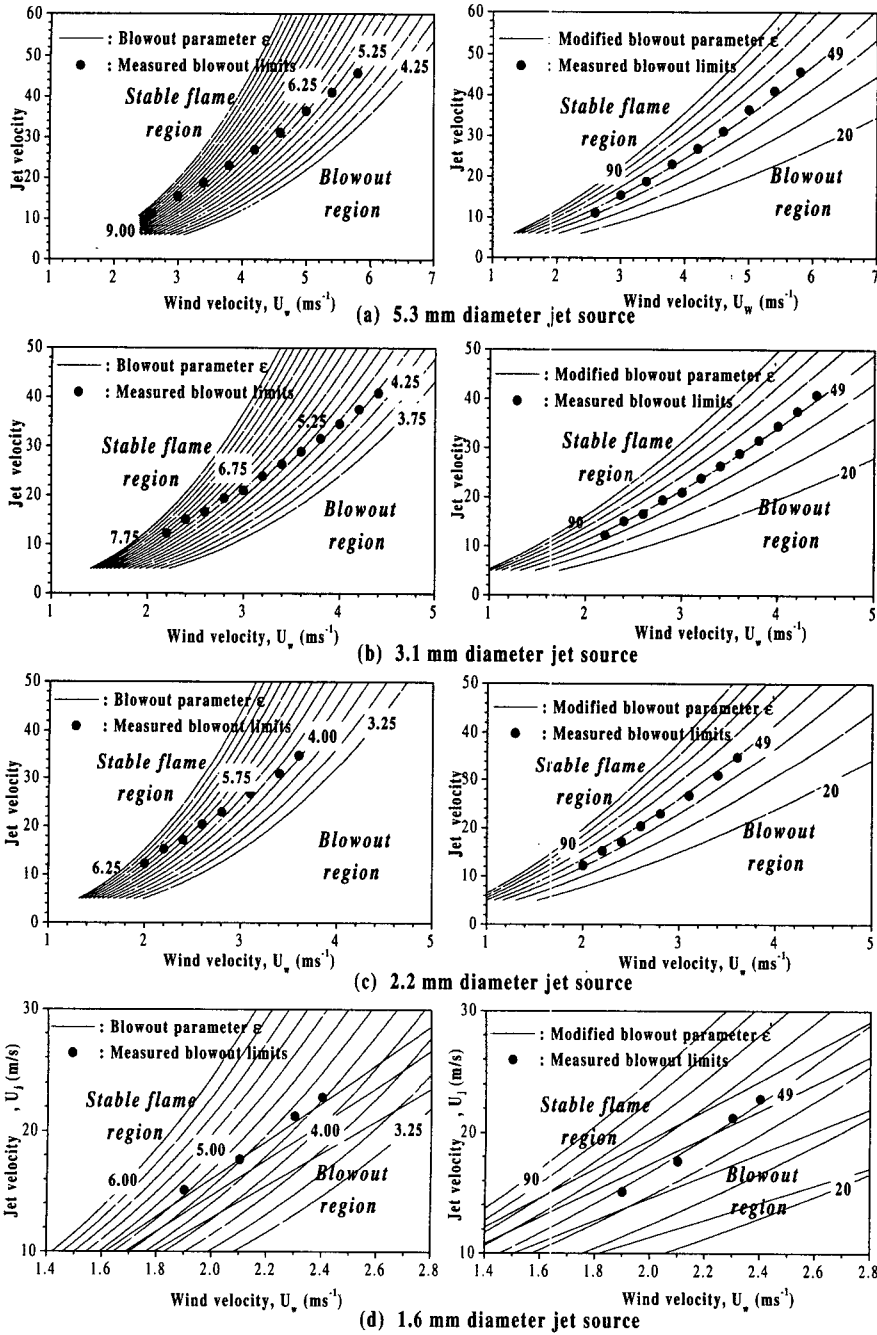 60
50
40
30
20
10
0
Jet velocity
: Blowout parameter ε
: Measured blowout limits
Stable flame
region
5.25
6.25
4.25
Blowout
region
9.00
1 2 3 4 5 6 7
Wind velocity, Uw (ms-1)
60
50
40
30
20
10
0
Jet velocity
: Modified blowout parameter ε'
: Measured blowout limits
49
Stable flame
region
90
20
Blowout
region
1 2 3 4 5 6 7
Wind velocity, UW (ms-1)
(a) 5.3 mm diameter jet source
50
40
30
20
10
0
Jet velocity
: Blowout parameter ε
: Measured blowout limits
4.25
5.25
3.75
Stable flame
region
6.75
Blowout
region
7.75
1 2 3 4 5
Wind velocity, Uw (ms-1)
50
40
30
20
10
0
Jet velocity
: Modified blowout parameter ε'
: Measured blowout limits
49
Stable flame
region
20
90
Blowout
region
1 2 3 4 5
Wind velocity, Uw (ms-1)
(b) 3.1 mm diameter jet source
50
40
30
20
10
0
Jet velocity
: Blowout parameter ε
: Measured blowout limits
3.25
4.00
Stable flame
region
5.75
Blowout
region
6.25
1 2 3 4 5
Wind velocity, Uw (ms-1)
50
40
30
20
10
0
Jet velocity
: Modified blowout parameter ε'
: Measured blowout limits
49
Stable flame
region
20
90
Blowout
region
1 2 3 4 5
Wind velocity, Uw (ms-1)
(c) 2.2 mm diameter jet source
30
20
10
, Uj (m/s)
Jet velocity
: Blowout parameter ε
: Measured blowout limits
Stable flame
region
5.00
4.00
3.25
6.00
Blowout
region
1.4 1.6 1.8 2.0 2.2 2.4 2.6 2.8
Wind velocity, Uw (ms-1)
30
20
10
, Uj (m/s)
Jet velocity
: Modified blowout parameter ε'
: Measured blowout limits
49
Stable flame
region
90
Blowout
region
20
1.4 1.6 1.8 2.0 2.2 2.4 2.6 2.8
Wind velocity, Uw (ms-1)
(d) 1.6 mm diameter jet source